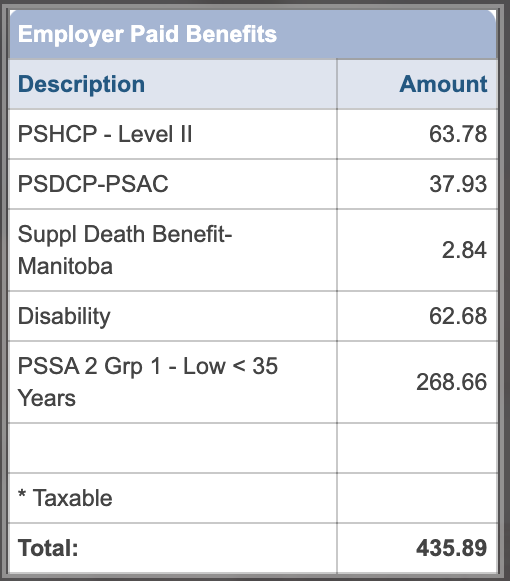 Employer Paid Benefits
Description Amount
PSHCP - Level II 63.78
PSDCP-PSAC 37.93
Suppl Death Benefit-
Manitoba 2.84
Disability 62.68
PSSA 2 Grp 1 - Low < 35
Years 268.66
* Taxable
Total: 435.89